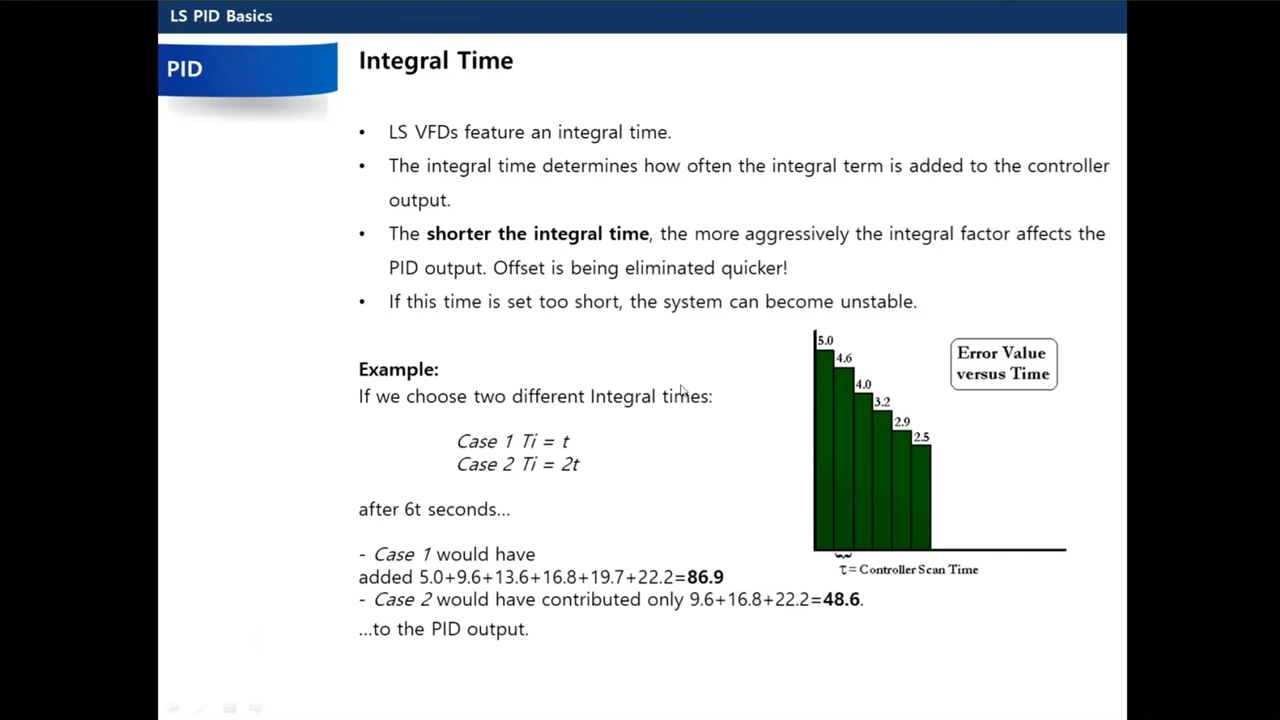 LS PID Basics
PID
Integral Time
• LS VFDs feature an integral time.
• The integral time determines how often the integral term is added to the controller
output.
• The shorter the integral time, the more aggressively the integral factor affects the
PID output. Offset is being eliminated quicker!
• If this time is set too short, the system can become unstable.
Example:
If we choose two different Integral times:
Case 1 Ti = t
Case 2 Ti = 2t
after 6t seconds...
- Case 1 would have
added 5.0+9.6+13.6+16.8+19.7+22.2=86.9
- Case 2 would have contributed only 9.6+16.8+22.2=48.6.
...to the PID output.
5.0
4.6
4.0
3.2
2.9
2.5
Error Value
versus Time
τ = Controller Scan Time